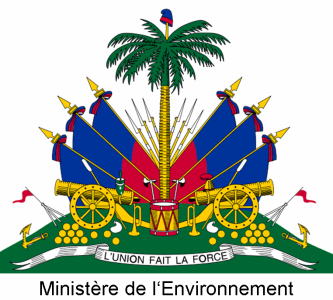 L'UNION FAIT LA FORCE
Ministère de l'Environnement